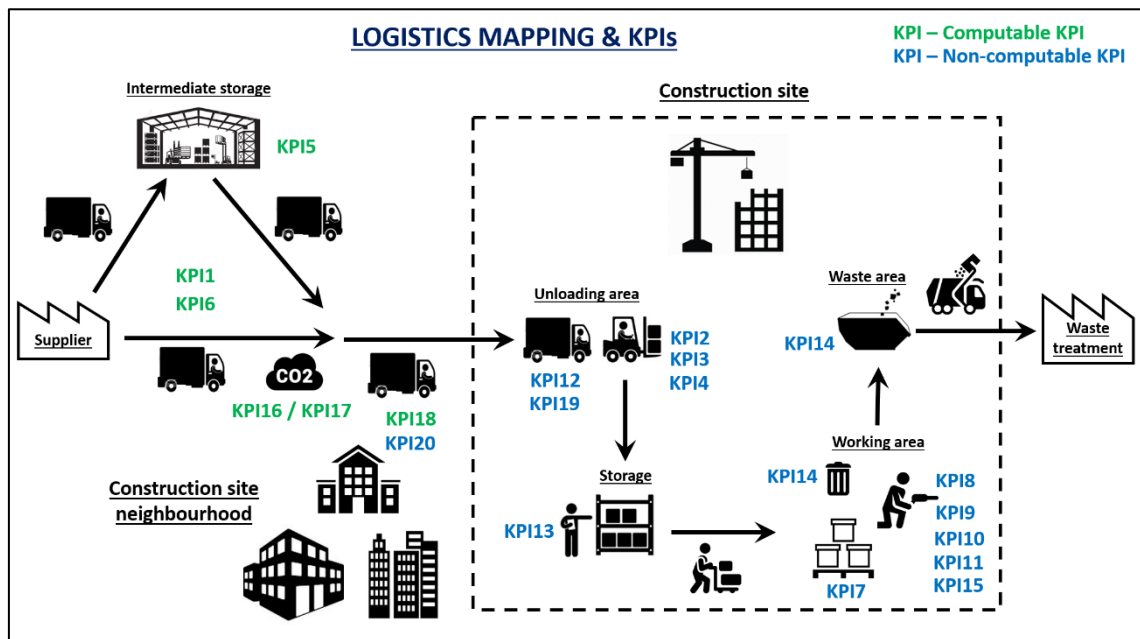 LOGISTICS MAPPING & KPIs
KPI – Computable KPI
KPI – Non-computable KPI
Intermediate storage
KPI5
Construction site
KPI1
KPI6
Supplier
CO2
KPI16 / KPI17
KPI18
KPI20
Construction site
neighbourhood
Unloading area
KPI2
KPI3
KPI4
KPI12
KPI19
Storage
KPI13
Waste area
KPI14
Waste
treatment
Working area
KPI14
KPI8
KPI9
KPI10
KPI11
KPI15
KPI7